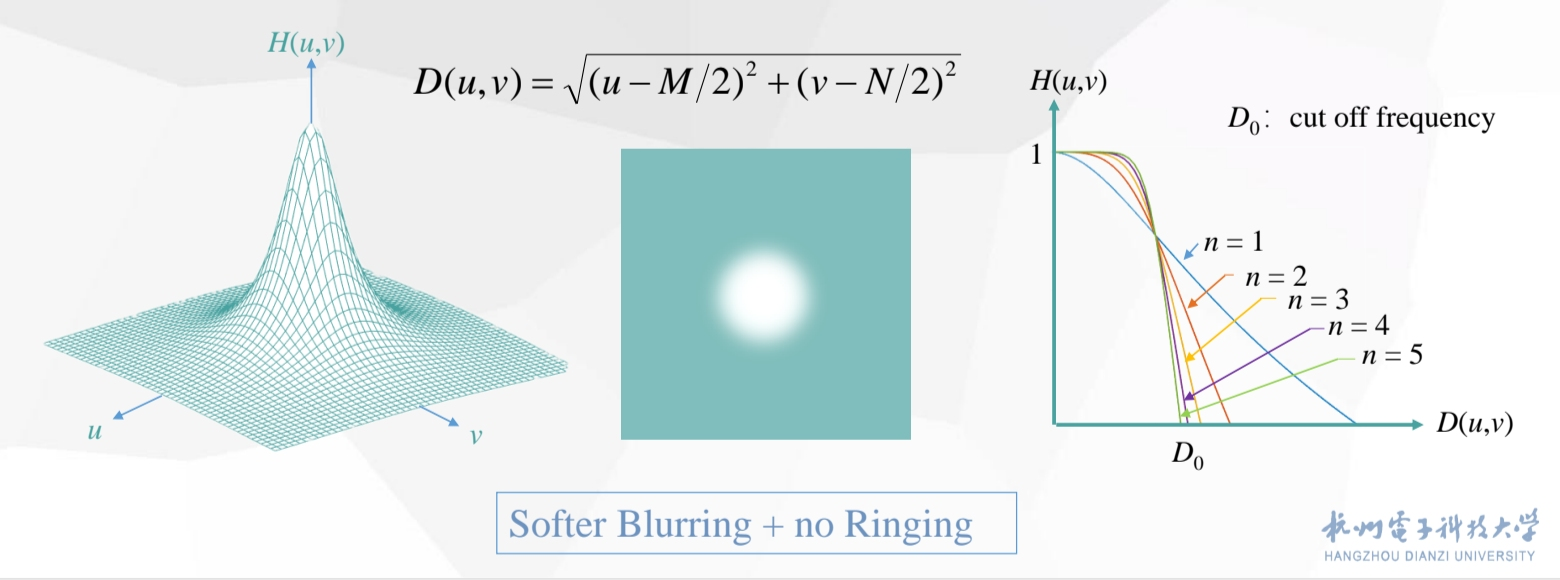 H(u,v)
D(u,v) = √((u − M/2)² + (v − N/2)²)
H(u,v)
D₀: cut off frequency
1
n = 1
n = 2
n = 3
n = 4
n = 5
u
v
D(u,v)
D₀
Softer Blurring + no Ringing
杭州電子科技大学
HANGZHOU DIANZI UNIVERSITY